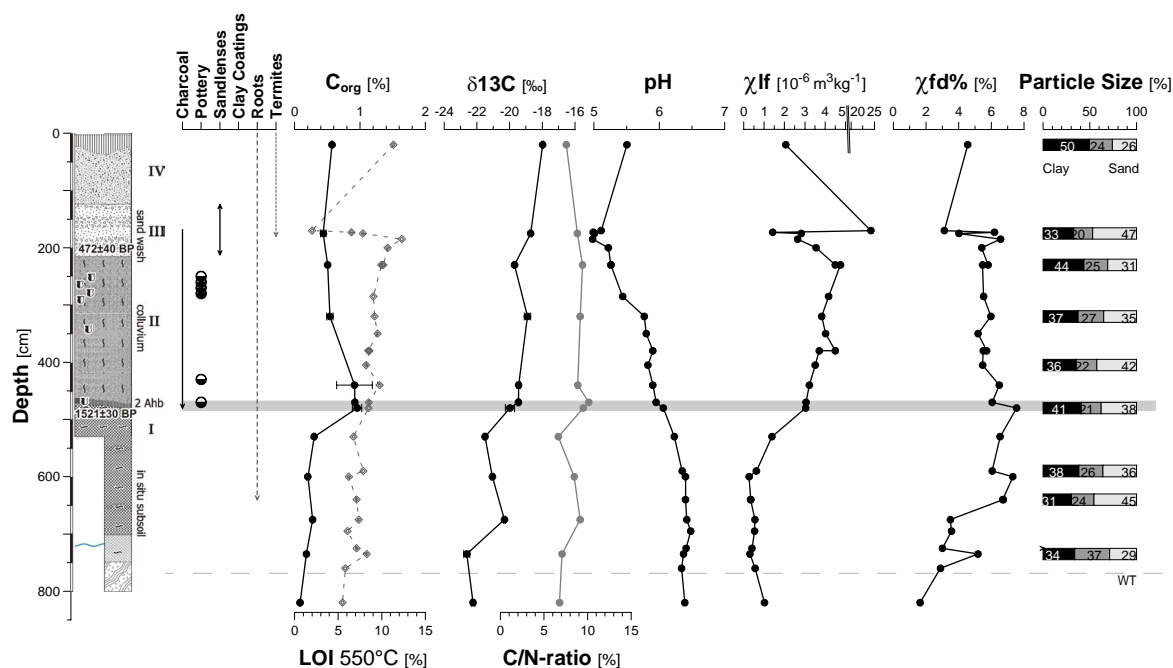 Charcoal
Pottery
Sandlenses
Clay Coatings
Roots
Termites
C_org [%]
δ13C [‰]
pH
χlf [10⁻⁶ m³kg⁻¹]
χfd% [%]
Particle Size [%]
0 1 2
-24 -22 -20 -18 -16
5 6 7
0 1 2 3 4 5 20 25
0 2 4 6 8
0 50 100
Depth [cm]
0
200
400
600
800
IV
III
II
I
sand wash
colluvium
2 Ahb
in situ subsoil
472±40 BP
1521±30 BP
50 24 26
Clay Sand
33 20 47
44 25 31
37 27 35
36 22 42
41 21 38
38 26 36
31 24 45
34 37 29
WT
0 5 10 15
LOI 550°C [%]
0 5 10 15
C/N-ratio [%]